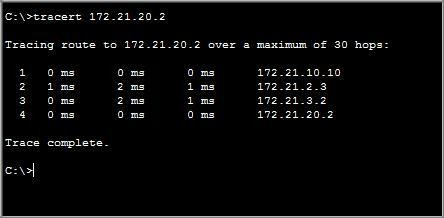 C:\>tracert 172.21.20.2
Tracing route to 172.21.20.2 over a maximum of 30 hops:
1 0 ms 0 ms 0 ms 172.21.10.10
2 1 ms 2 ms 1 ms 172.21.2.3
3 0 ms 2 ms 1 ms 172.21.3.2
4 0 ms 0 ms 0 ms 172.21.20.2
Trace complete.
C:\>